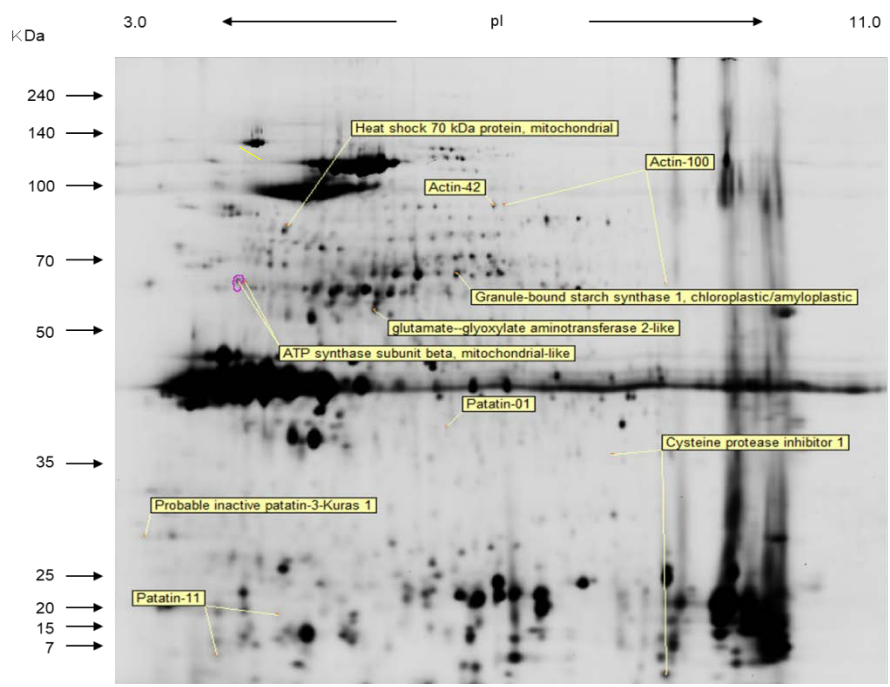 3.0 pI 11.0
KDa
240
140
Heat shock 70 kDa protein, mitochondrial
Actin-100
100
Actin-42
70
Granule-bound starch synthase 1, chloroplastic/amyloplastic
glutamate--glyoxylate aminotransferase 2-like
50
ATP synthase subunit beta, mitochondrial-like
Patatin-01
Cysteine protease inhibitor 1
35
Probable inactive patatin-3-Kuras 1
25
Patatin-11
20
15
7